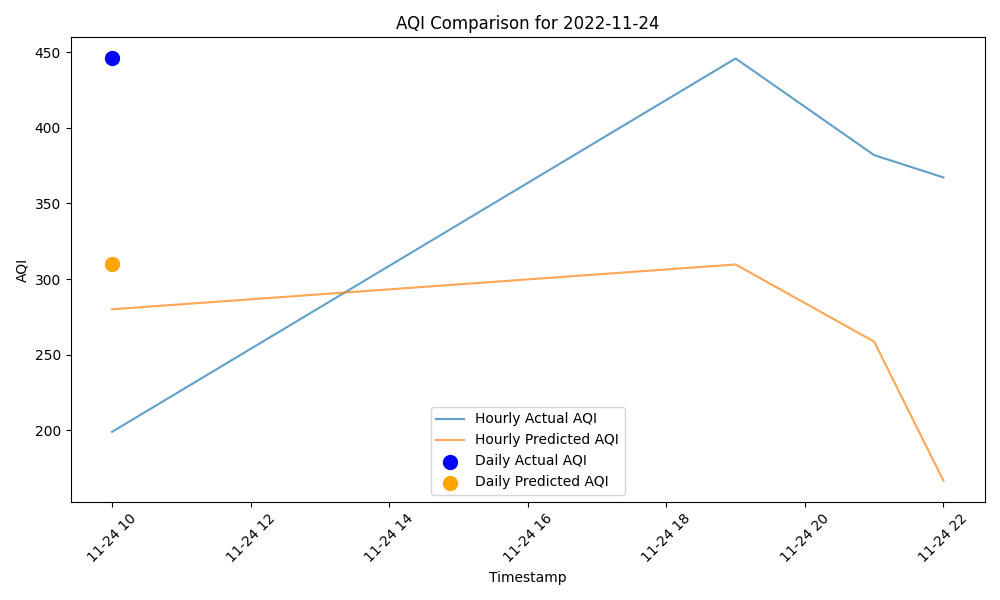 AQI Comparison for 2022-11-24
AQI
450
400
350
300
250
200
Hourly Actual AQI
Hourly Predicted AQI
Daily Actual AQI
Daily Predicted AQI
11-24 10
11-24 12
11-24 14
11-24 16
11-24 18
11-24 20
11-24 22
Timestamp